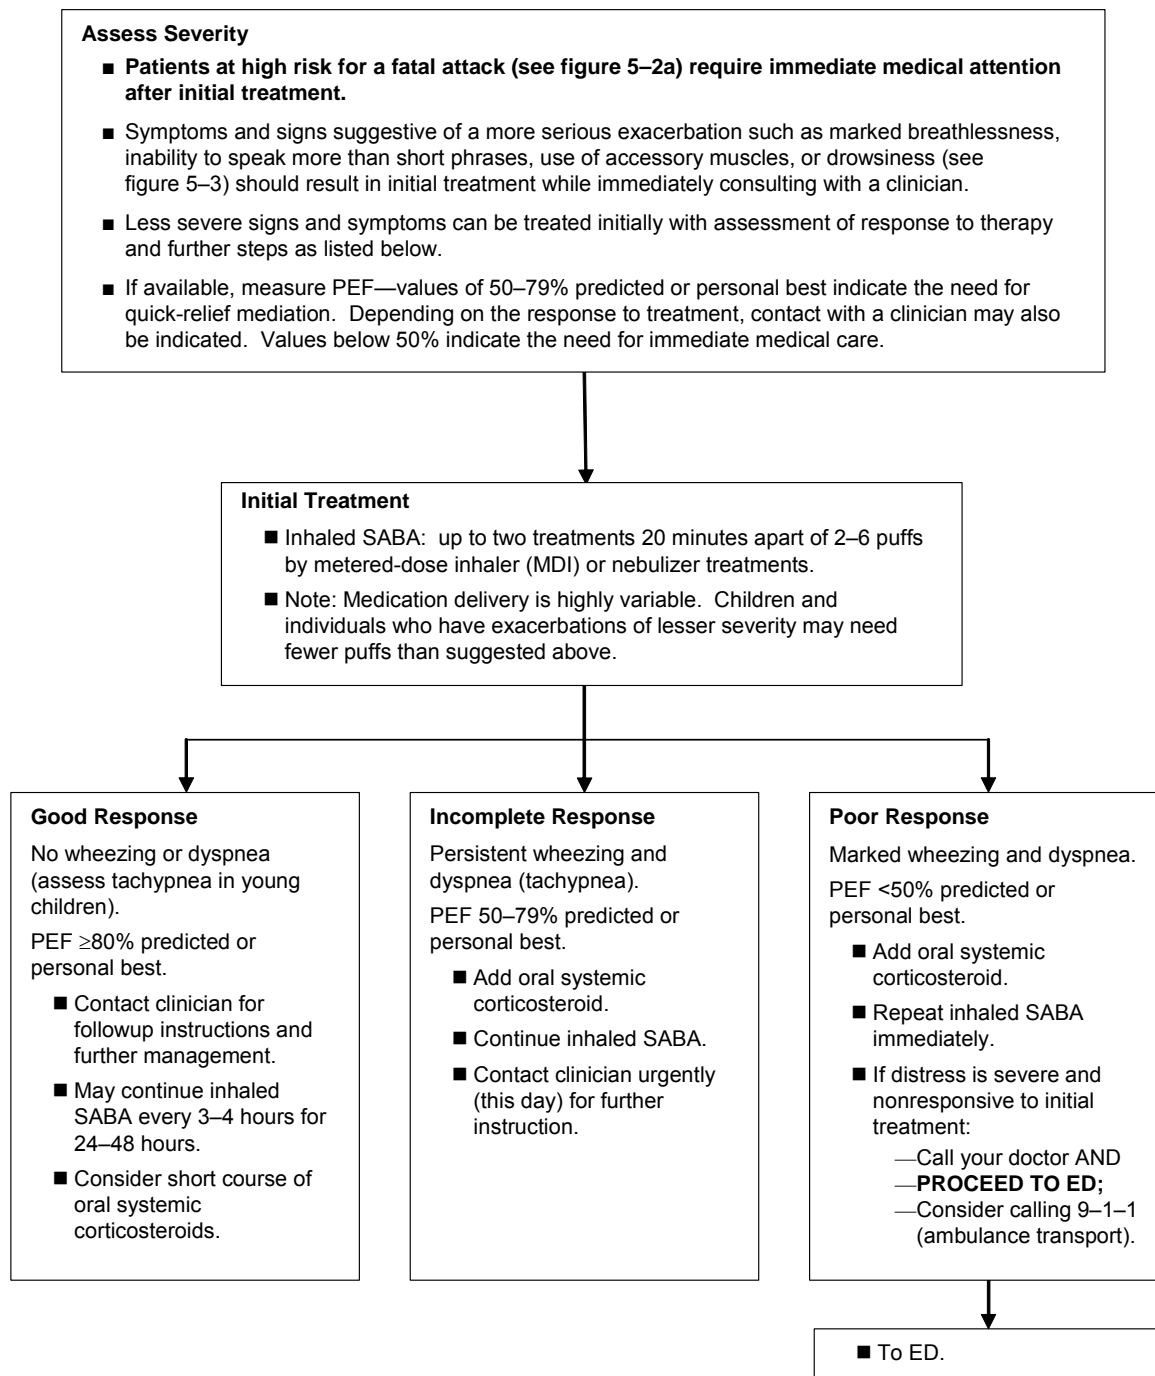 Assess Severity
■ Patients at high risk for a fatal attack (see figure 5–2a) require immediate medical attention
after initial treatment.
■ Symptoms and signs suggestive of a more serious exacerbation such as marked breathlessness,
inability to speak more than short phrases, use of accessory muscles, or drowsiness (see
figure 5–3) should result in initial treatment while immediately consulting with a clinician.
■ Less severe signs and symptoms can be treated initially with assessment of response to therapy
and further steps as listed below.
■ If available, measure PEF—values of 50–79% predicted or personal best indicate the need for
quick-relief mediation.  Depending on the response to treatment, contact with a clinician may also
be indicated.  Values below 50% indicate the need for immediate medical care.
Initial Treatment
■ Inhaled SABA:  up to two treatments 20 minutes apart of 2–6 puffs
by metered-dose inhaler (MDI) or nebulizer treatments.
■ Note: Medication delivery is highly variable.  Children and
individuals who have exacerbations of lesser severity may need
fewer puffs than suggested above.
Good Response
No wheezing or dyspnea
(assess tachypnea in young
children).
PEF ≥80% predicted or
personal best.
■ Contact clinician for
followup instructions and
further management.
■ May continue inhaled
SABA every 3–4 hours for
24–48 hours.
■ Consider short course of
oral systemic
corticosteroids.
Incomplete Response
Persistent wheezing and
dyspnea (tachypnea).
PEF 50–79% predicted or
personal best.
■ Add oral systemic
corticosteroid.
■ Continue inhaled SABA.
■ Contact clinician urgently
(this day) for further
instruction.
Poor Response
Marked wheezing and dyspnea.
PEF <50% predicted or
personal best.
■ Add oral systemic
corticosteroid.
■ Repeat inhaled SABA
immediately.
■ If distress is severe and
nonresponsive to initial
treatment:
—Call your doctor AND
—PROCEED TO ED;
—Consider calling 9–1–1
(ambulance transport).
■ To ED.